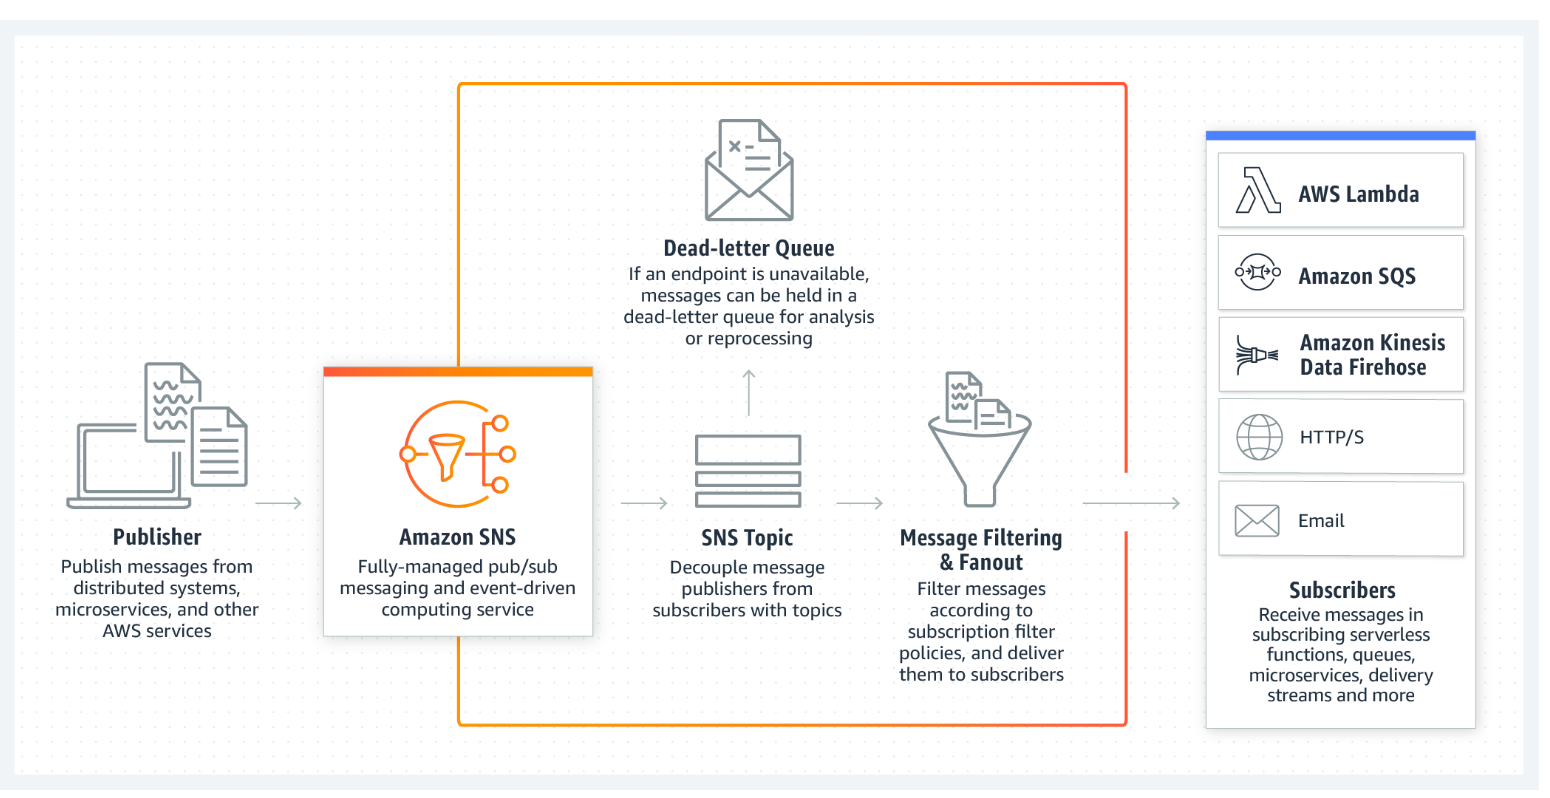 Publisher
Publish messages from
distributed systems,
microservices, and other
AWS services
Amazon SNS
Fully-managed pub/sub
messaging and event-driven
computing service
Dead-letter Queue
If an endpoint is unavailable,
messages can be held in a
dead-letter queue for analysis
or reprocessing
SNS Topic
Decouple message
publishers from
subscribers with topics
Message Filtering
& Fanout
Filter messages
according to
subscription filter
policies, and deliver
them to subscribers
AWS Lambda
Amazon SQS
Amazon Kinesis
Data Firehose
HTTP/S
Email
Subscribers
Receive messages in
subscribing serverless
functions, queues,
microservices, delivery
streams and more